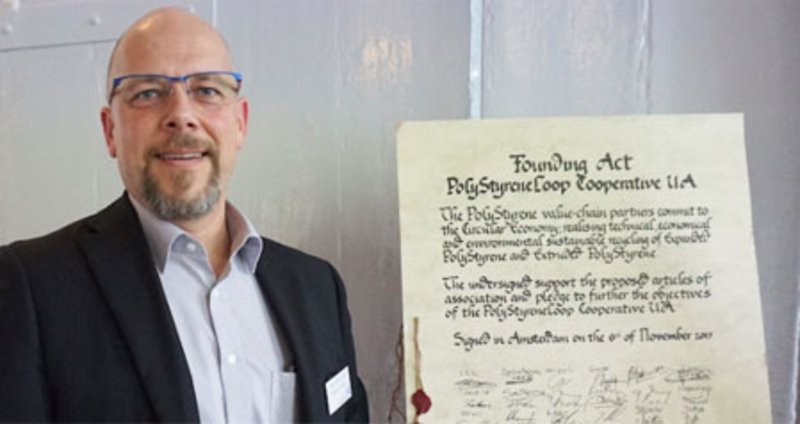 Founding Act
PolyStyreneLoop Cooperative U.A
The PolyStyrene value-chain partners commit to
the Circular Economy; realising technical, economical
and environmental sustainable recycling of Expanded
PolyStyrene and Extruded PolyStyrene.
The undersigned support the proposed articles of
association and pledge to further the objectives
of the PolyStyreneLoop Cooperative U.A
Signed in Amsterdam on the of November 2017